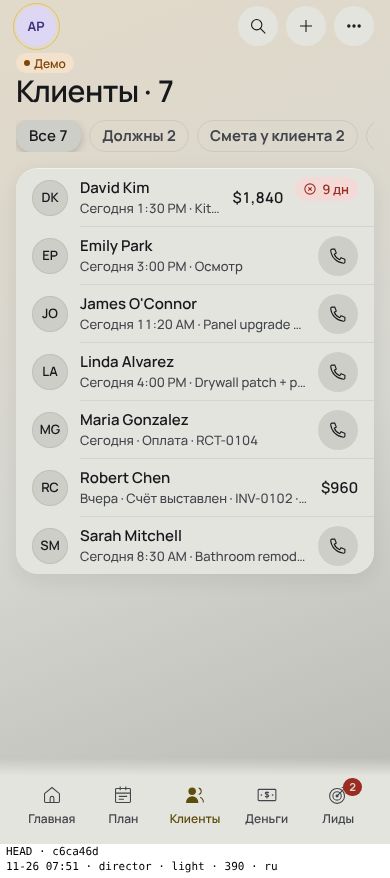 AP
Демо
Клиенты · 7
Все 7
Должны 2
Смета у клиента 2
DK
David Kim
$1,840
9 дн
Сегодня 1:30 PM · Kit…
EP
Emily Park
Сегодня 3:00 PM · Осмотр
JO
James O'Connor
Сегодня 11:20 AM · Panel upgrade …
LA
Linda Alvarez
Сегодня 4:00 PM · Drywall patch + p…
MG
Maria Gonzalez
Сегодня · Оплата · RCT-0104
RC
Robert Chen
$960
Вчера · Счёт выставлен · INV-0102 ·…
SM
Sarah Mitchell
Сегодня 8:30 AM · Bathroom remod…
2
Главная
План
Клиенты
Деньги
Лиды
HEAD · c6ca46d
11-26 07:51 · director · light · 390 · ru